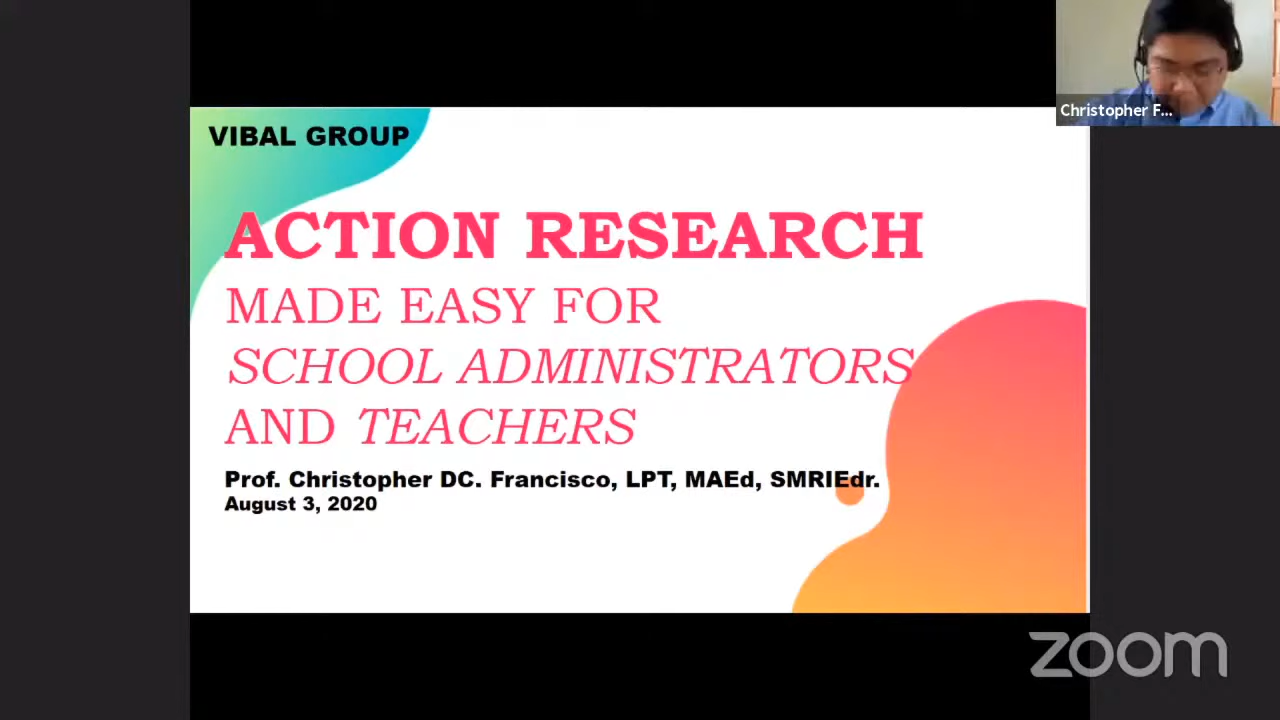 VIBAL GROUP
ACTION RESEARCH
MADE EASY FOR
SCHOOL ADMINISTRATORS
AND TEACHERS
Prof. Christopher DC. Francisco, LPT, MAEd, SMRIEdr.
August 3, 2020
Christopher F...
zoom